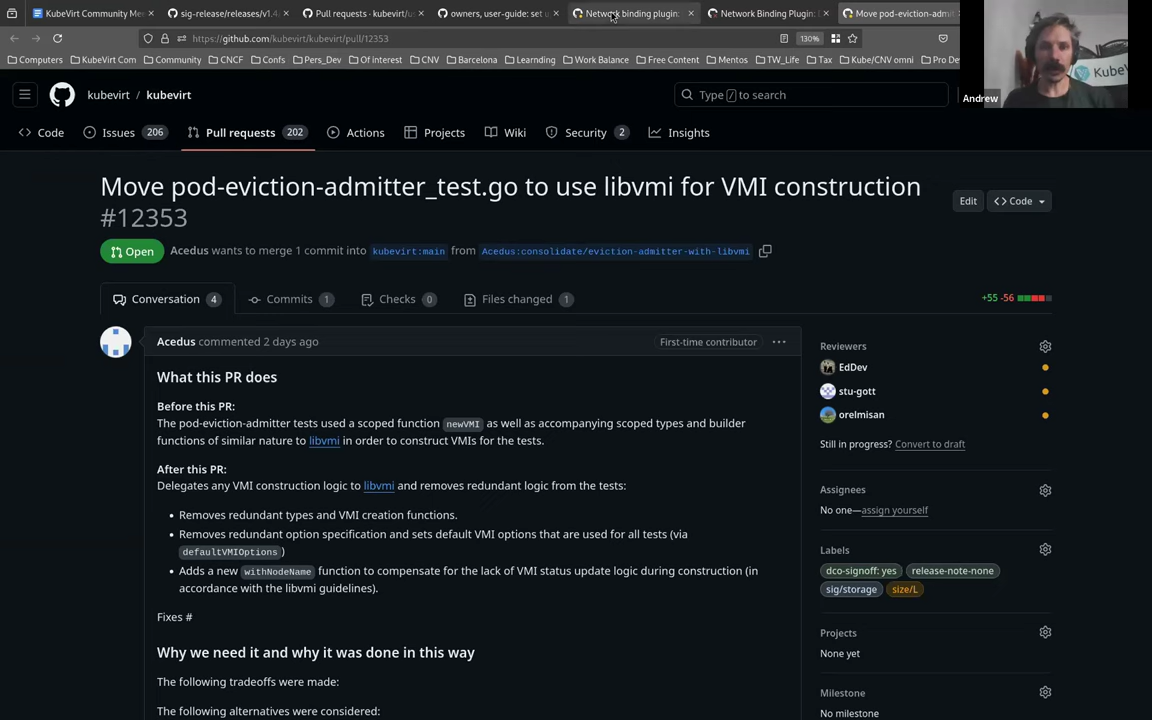 KubeVirt Community Me
sig-release/releases/v1.4
Pull requests · kubevirt/u
owners, user-guide: set u
Network binding plugin:
Network Binding Plugin:
Move pod-eviction-admit
https://github.com/kubevirt/kubevirt/pull/12353
130%
Computers
KubeVirt Com
Community
CNCF
Confs
Pers_Dev
Of interest
CNV
Barcelona
Learnding
Work Balance
Free Content
Mentos
TW_Life
Tax
Kube/CNV omni
Pro De
KubeVi
Andrew
kubevirt / kubevirt
Type / to search
Code
Issues 206
Pull requests 202
Actions
Projects
Wiki
Security 2
Insights
Move pod-eviction-admitter_test.go to use libvmi for VMI construction
#12353
Edit
<> Code
Open
Acedus wants to merge 1 commit into kubevirt:main from Acedus:consolidate/eviction-admitter-with-libvmi
Conversation 4
Commits 1
Checks 0
Files changed 1
+55 -56
Acedus commented 2 days ago
First-time contributor
What this PR does
Before this PR:
The pod-eviction-admitter tests used a scoped function newVMI as well as accompanying scoped types and builder
functions of similar nature to libvmi in order to construct VMIs for the tests.
After this PR:
Delegates any VMI construction logic to libvmi and removes redundant logic from the tests:
• Removes redundant types and VMI creation functions.
• Removes redundant option specification and sets default VMI options that are used for all tests (via
defaultVMIOptions)
• Adds a new withNodeName function to compensate for the lack of VMI status update logic during construction (in
accordance with the libvmi guidelines).
Fixes #
Why we need it and why it was done in this way
The following tradeoffs were made:
The following alternatives were considered:
Reviewers
EdDev
stu-gott
orelmisan
Still in progress? Convert to draft
Assignees
No one—assign yourself
Labels
dco-signoff: yes
release-note-none
sig/storage
size/L
Projects
None yet
Milestone
No milestone